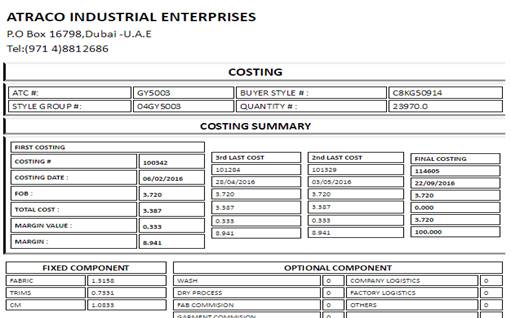 ATRACO INDUSTRIAL ENTERPRISES
P.O Box 16798,Dubai -U.A.E
Tel:(971 4)8812686
COSTING
ATC #: GY5003 BUYER STYLE # : C8KG50914
STYLE GROUP #: 04GY5003 QUANTITY # : 23970.0
COSTING SUMMARY
FIRST COSTING
COSTING # 100342
COSTING DATE : 06/02/2016
FOB : 3.720
TOTAL COST : 3.387
MARGIN VALUE : 0.333
MARGIN : 8.941
3rd LAST COST
101284
28/04/2016
3.720
3.387
0.333
8.941
2nd LAST COST
101329
03/05/2016
3.720
3.387
0.333
8.941
FINAL COSTING
114605
22/09/2016
3.720
0.000
3.720
100.000
FIXED COMPONENT
FABRIC 1.3158
TRIMS 0.7331
CM 1.0833
OPTIONAL COMPONENT
WASH 0 COMPANY LOGISTICS 0
DRY PROCESS 0 FACTORY LOGISTICS 0
FAB COMMISION 0 OTHERS 0
GARMENT COMMISION